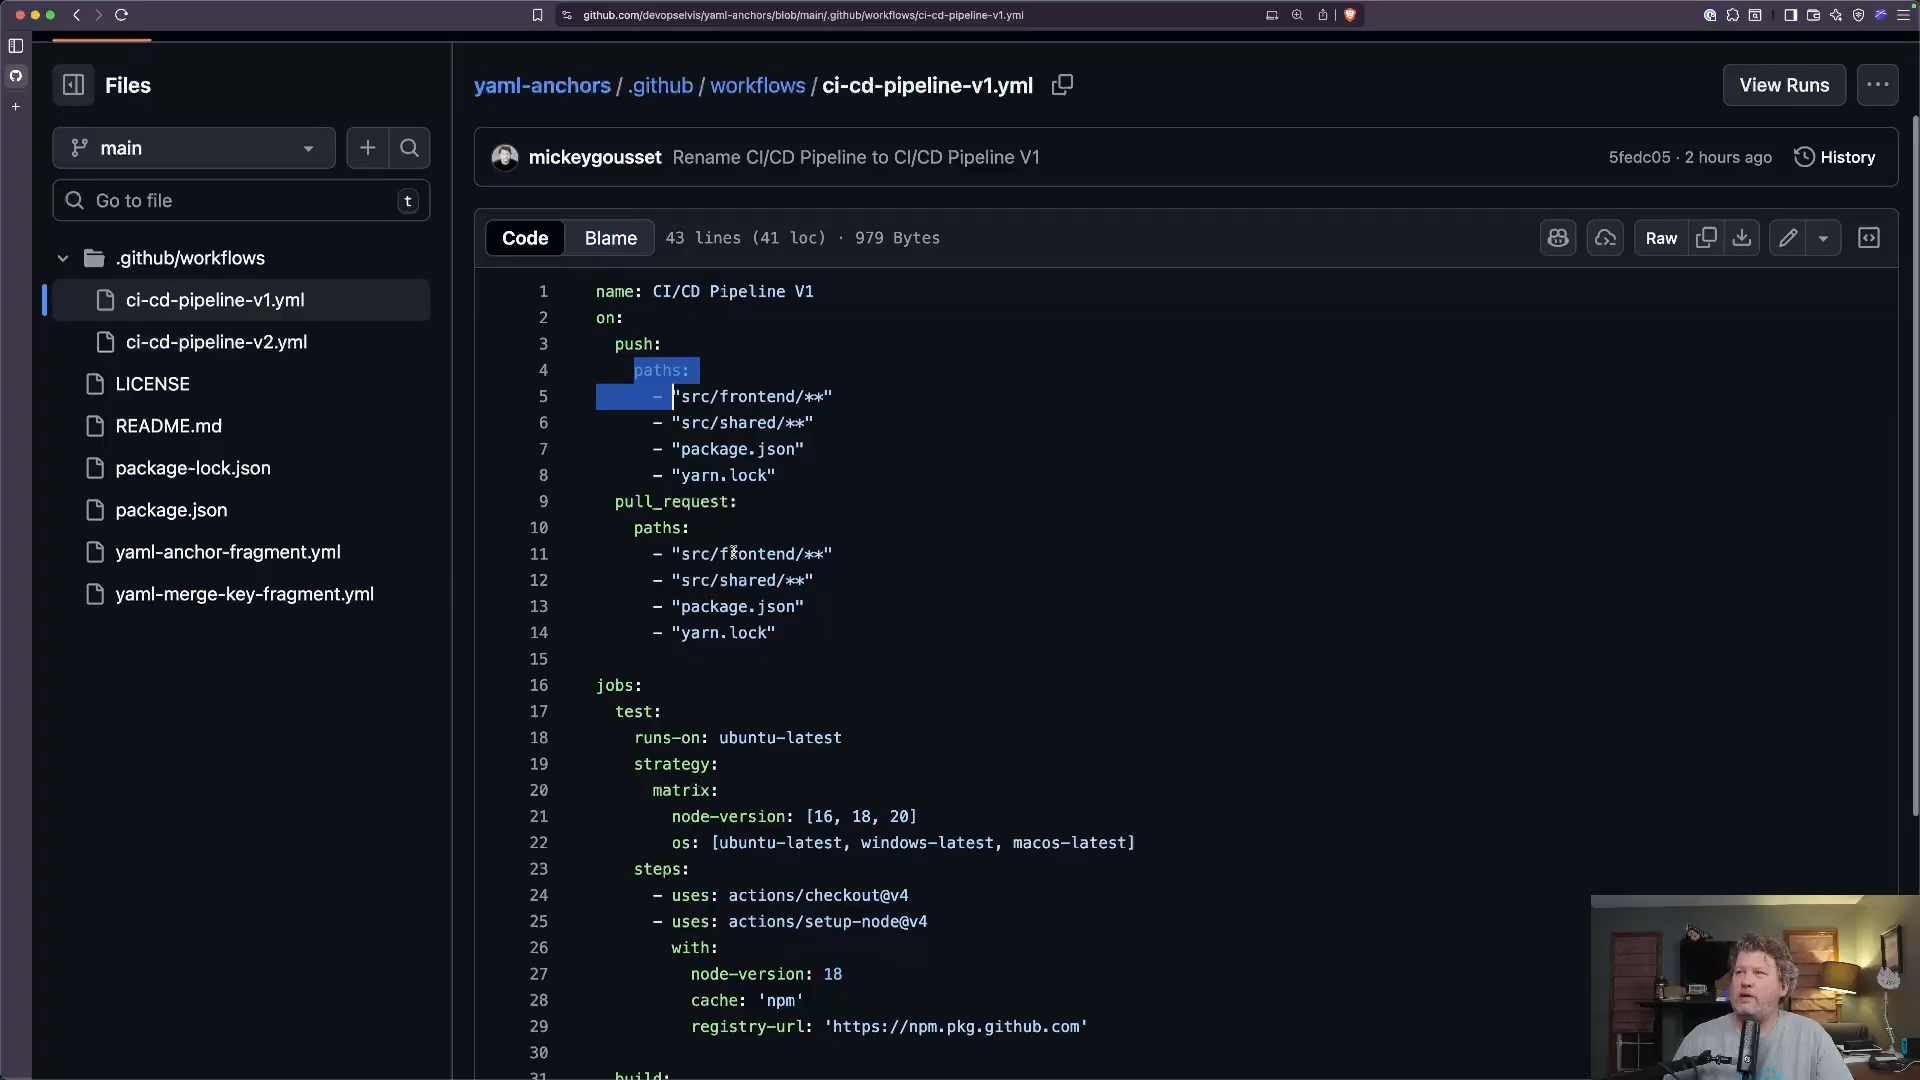 github.com/devopselvis/yaml-anchors/blob/main/.github/workflows/ci-cd-pipeline-v1.yml
Files
yaml-anchors / .github / workflows / ci-cd-pipeline-v1.yml
View Runs
main
mickeygousset Rename CI/CD Pipeline to CI/CD Pipeline V1
5fedc05 · 2 hours ago
History
Go to file
t
Code
Blame
43 lines (41 loc) · 979 Bytes
Raw
.github/workflows
ci-cd-pipeline-v1.yml
ci-cd-pipeline-v2.yml
LICENSE
README.md
package-lock.json
package.json
yaml-anchor-fragment.yml
yaml-merge-key-fragment.yml
1 name: CI/CD Pipeline V1
2 on:
3 push:
4 paths:
5 - "src/frontend/**"
6 - "src/shared/**"
7 - "package.json"
8 - "yarn.lock"
9 pull_request:
10 paths:
11 - "src/frontend/**"
12 - "src/shared/**"
13 - "package.json"
14 - "yarn.lock"
15
16 jobs:
17 test:
18 runs-on: ubuntu-latest
19 strategy:
20 matrix:
21 node-version: [16, 18, 20]
22 os: [ubuntu-latest, windows-latest, macos-latest]
23 steps:
24 - uses: actions/checkout@v4
25 - uses: actions/setup-node@v4
26 with:
27 node-version: 18
28 cache: 'npm'
29 registry-url: 'https://npm.pkg.github.com'
30
31 build: